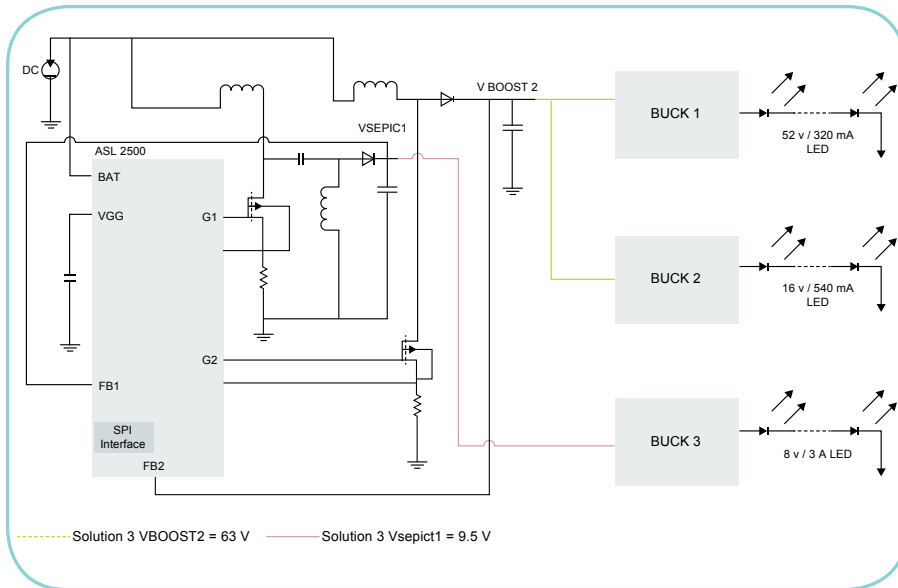 DC
V BOOST 2
VSEPIC1
ASL 2500
BAT
VGG
G1
G2
FB1
SPI
Interface
FB2
BUCK 1
52 v / 320 mA
LED
BUCK 2
16 v / 540 mA
LED
BUCK 3
8 v / 3 A LED
Solution 3 VBOOST2 = 63 V
Solution 3 Vsepict1 = 9.5 V